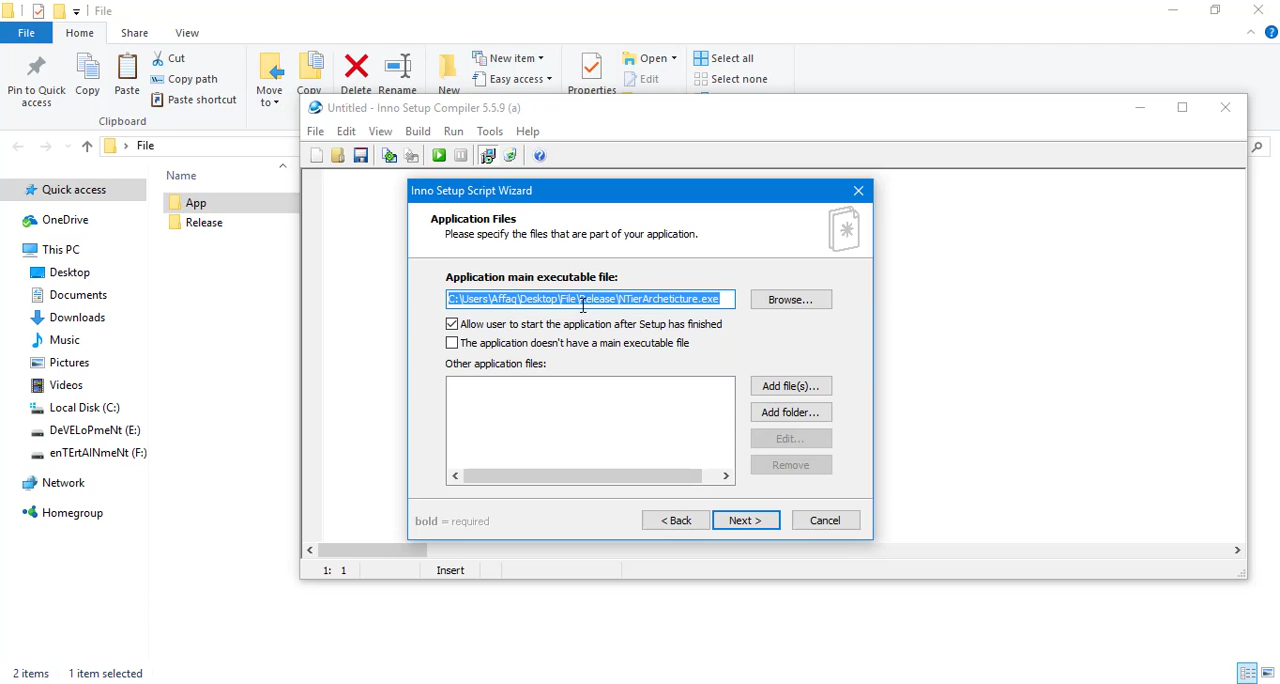 File
File Home Share View
Pin to Quick access
Copy
Paste
Cut
Copy path
Paste shortcut
Clipboard
Move to
Copy
Delete
Rename
New
New item
Easy access
Properties
Open
Edit
Select all
Select none
File
Quick access
OneDrive
This PC
Desktop
Documents
Downloads
Music
Pictures
Videos
Local Disk (C:)
DeVELoPmeNt (E:)
enTErtAINmeNt (F:)
Network
Homegroup
Name
App
Release
2 items 1 item selected
Untitled - Inno Setup Compiler 5.5.9 (a)
File Edit View Build Run Tools Help
Inno Setup Script Wizard
Application Files
Please specify the files that are part of your application.
Application main executable file:
C:\Users\Affaq\Desktop\File\Release\NTierArcheticture.exe
Browse...
Allow user to start the application after Setup has finished
The application doesn't have a main executable file
Other application files:
Add file(s)...
Add folder...
Edit...
Remove
bold = required
< Back
Next >
Cancel
1: 1 Insert